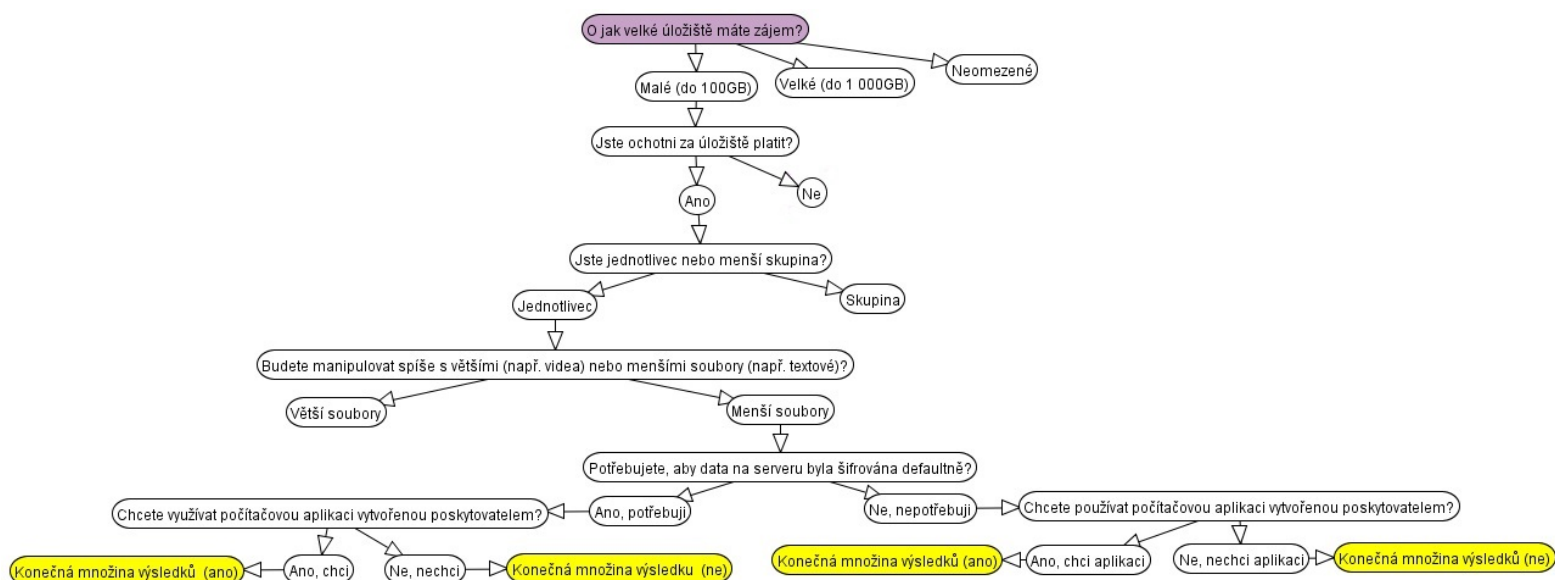 O jak velké úložiště máte zájem?
Neomezené
Malé (do 100GB)
Velké (do 1 000GB)
Jste ochotni za úložiště platit?
Ne
Ano
Jste jednotlivec nebo menší skupina?
Jednotlivec
Skupina
Budete manipulovat spíše s většími (např. videa) nebo menšími soubory (např. textové)?
Větší soubory
Menší soubory
Potřebujete, aby data na serveru byla šifrována defaultně?
Chcete využívat počítačovou aplikaci vytvořenou poskytovatelem?
Ano, potřebuji
Ne, nepotřebuji
Chcete používat počítačovou aplikaci vytvořenou poskytovatelem?
Konečná množina výsledků (ano)
Ano, chci
Ne, nechci
Konečná množina výsledku (ne)
Konečná množina výsledků (ano)
Ano, chci aplikaci
Ne, nechci aplikaci
Konečná množina výsledků (ne)